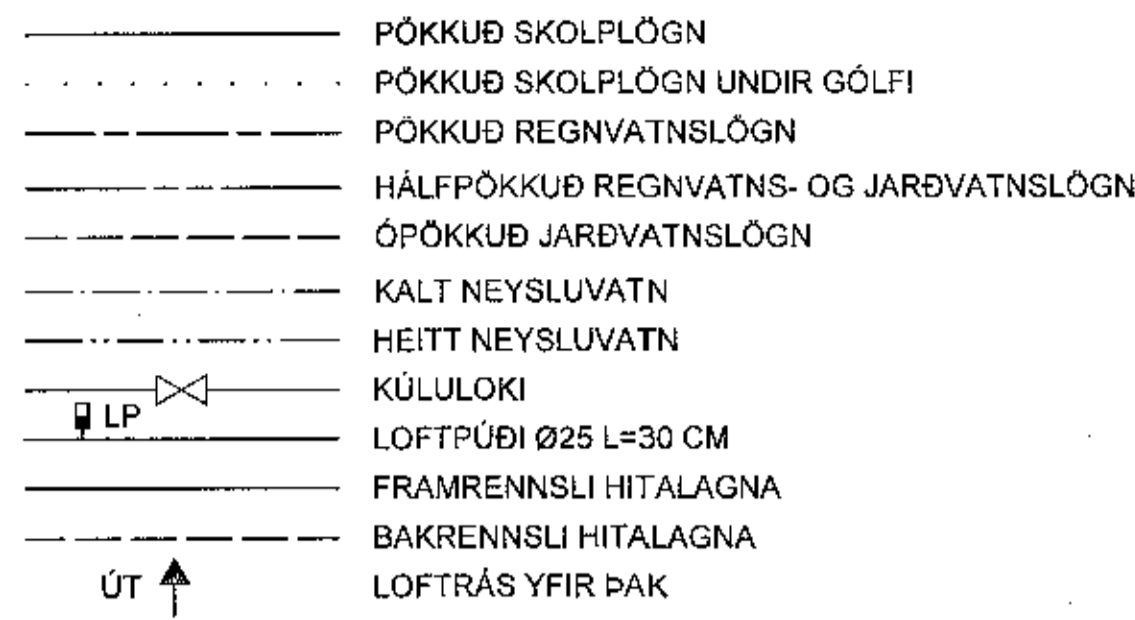 PÖKKUÐ SKOLPLÖGN
PÖKKUÐ SKOLPLÖGN UNDIR GÓLFI
PÖKKUÐ REGNVATNSLÖGN
HÁLFPÖKKUÐ REGNVATNS- OG JARÐVATNSLÖGN
ÓPÖKKUÐ JARÐVATNSLÖGN
KALT NEYSLUVATN
HEITT NEYSLUVATN
KÚLULOKI
LP
LOFTPÚÐI Ø25 L=30 CM
FRAMRENNSLI HITALAGNA
BAKRENNSLI HITALAGNA
ÚT LOFTRÁS YFIR ÞAK